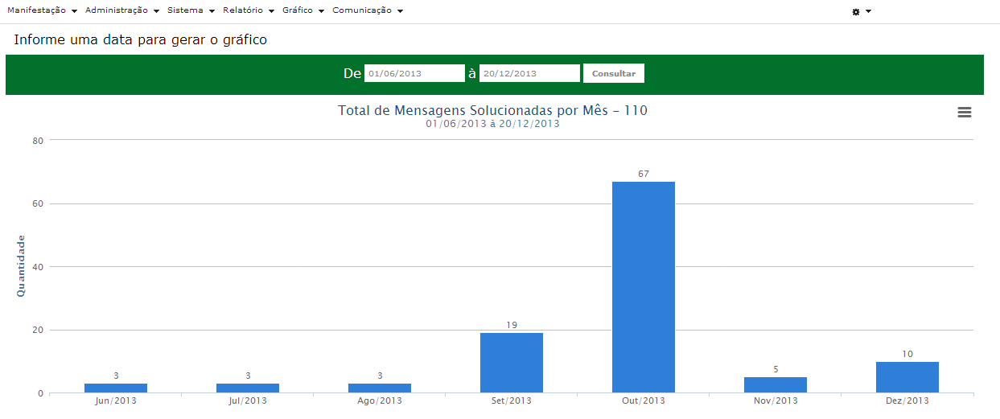 Manifestação Administração Sistema Relatório Gráfico Comunicação
Informe uma data para gerar o gráfico
De 01/06/2013 à 20/12/2013 Consultar
Total de Mensagens Solucionadas por Mês - 110
01/06/2013 à 20/12/2013
Quantidade
80
60
40
20
0
3
3
3
19
67
5
10
Jun/2013 Jul/2013 Ago/2013 Set/2013 Out/2013 Nov/2013 Dez/2013